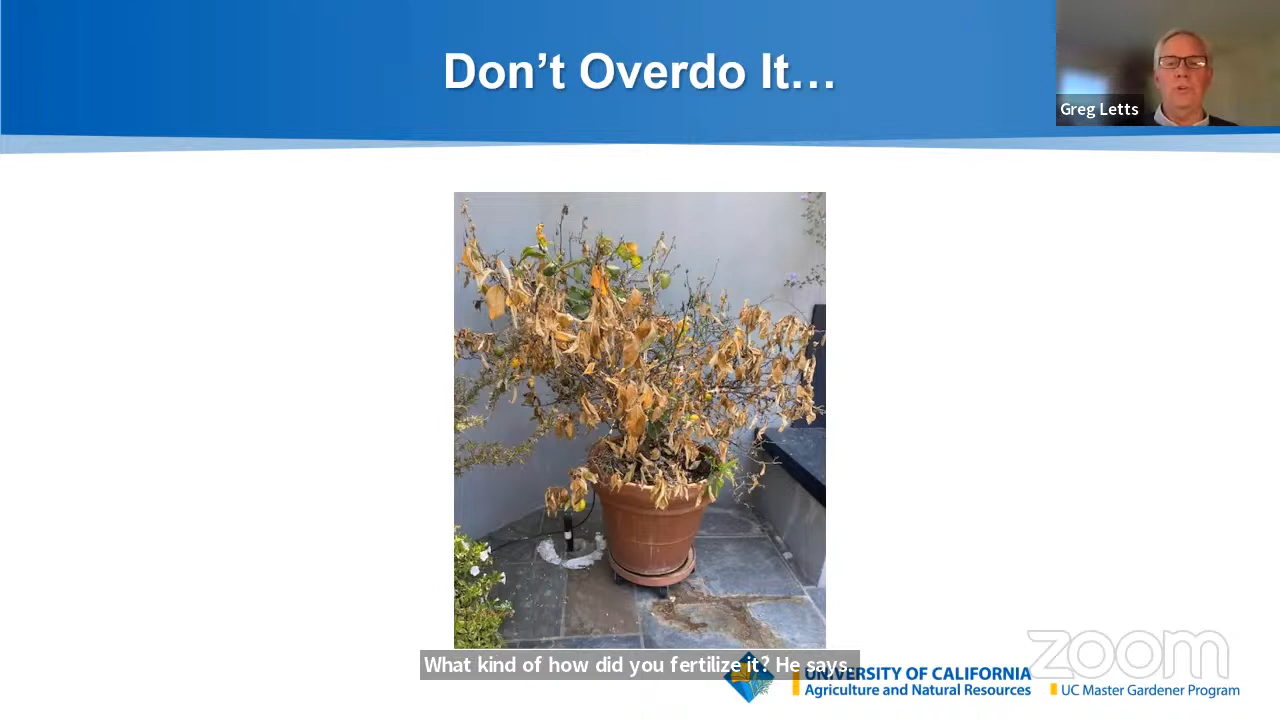 Don't Overdo It...
Greg Letts
What kind of how did you fertilize it? He says.
UNIVERSITY OF CALIFORNIA
Agriculture and Natural Resources
UC Master Gardener Program
zoom